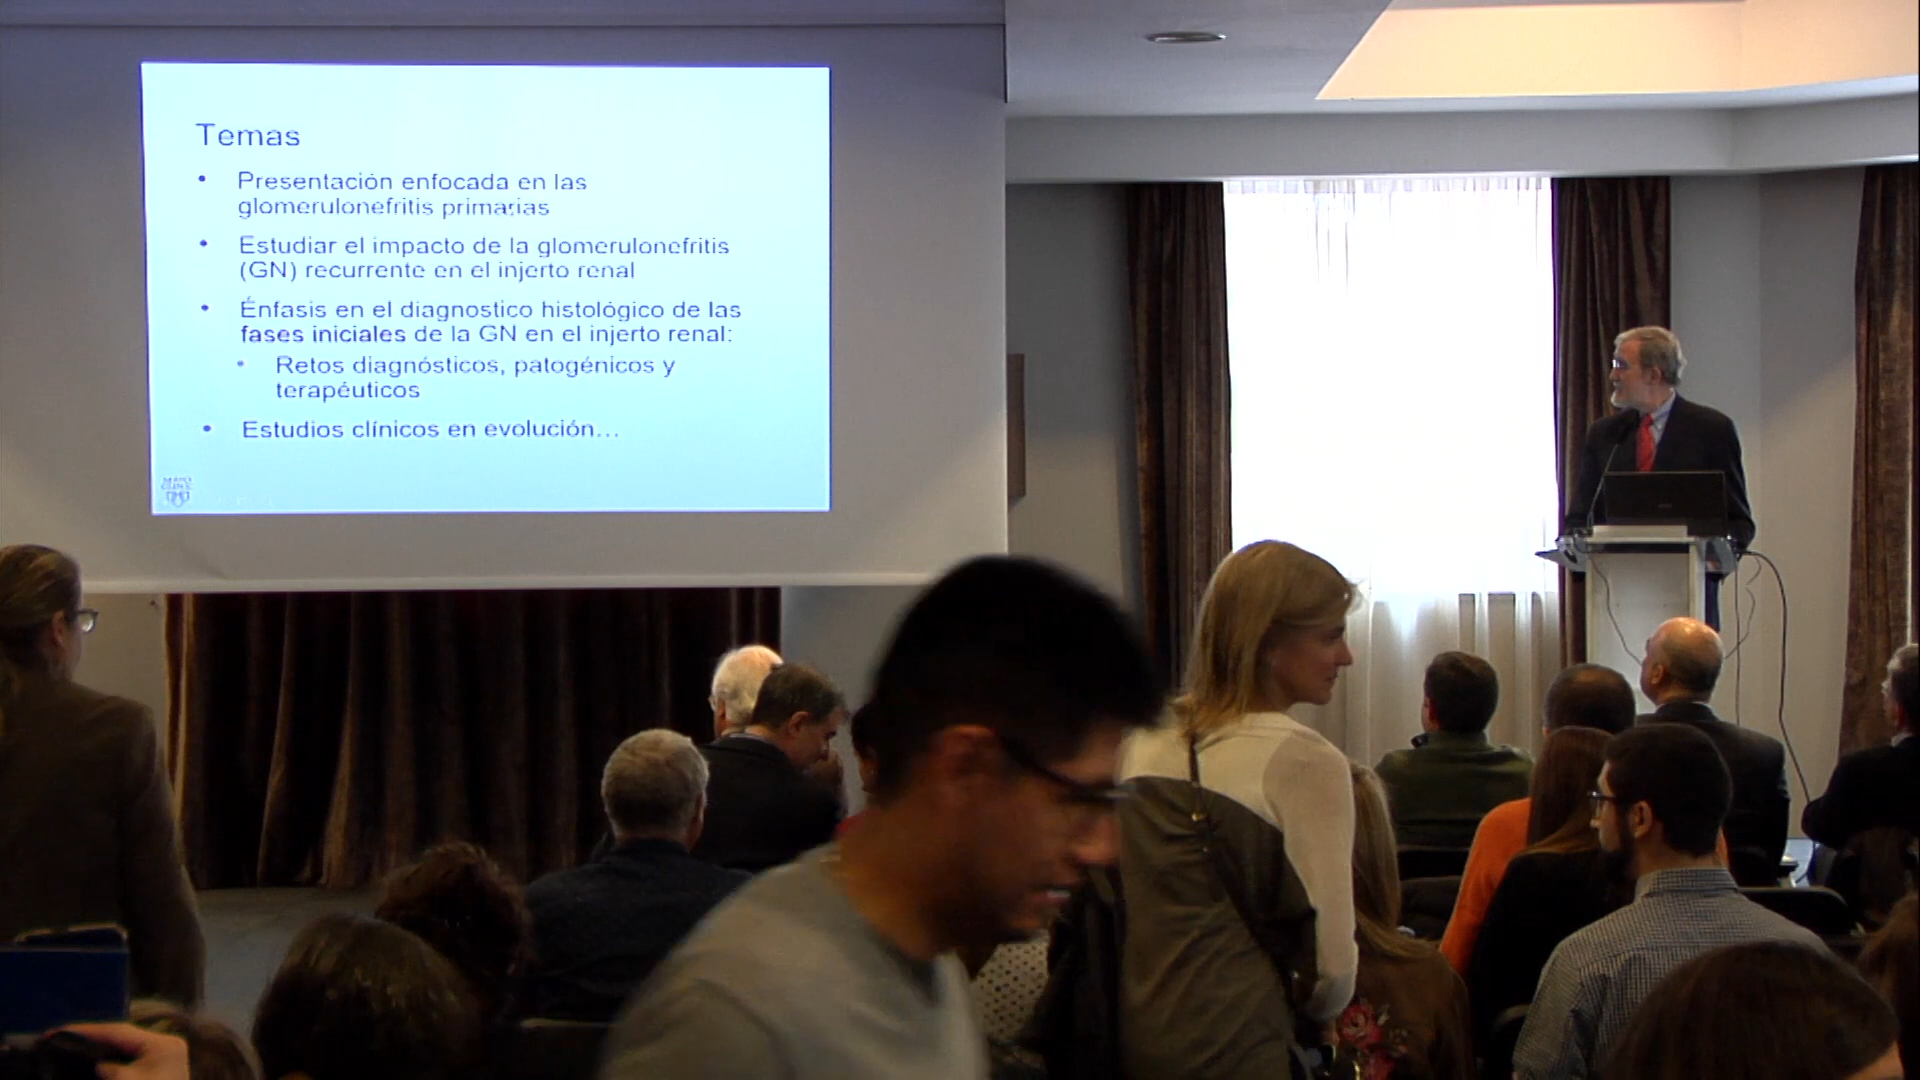 Temas
• Presentación enfocada en las
glomerulonefritis primarias
• Estudiar el impacto de la glomerulonefritis
(GN) recurrente en el injerto renal
• Énfasis en el diagnostico histológico de las
fases iniciales de la GN en el injerto renal:
• Retos diagnósticos, patogénicos y
terapéuticos
• Estudios clínicos en evolución...
MAYO
CLINIC